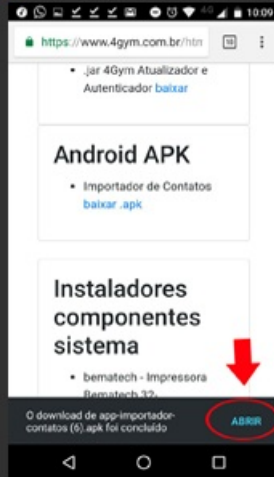 10:09
https://www.4gym.com.br/htm
.jar 4Gym Atualizador e
Autenticador baixar
Android APK
Importador de Contatos
baixar .apk
Instaladores
componentes
sistema
bematech - Impressora
Bematech 32-
O download de app-importador-
contatos (6).apk foi concluído
ABRIR